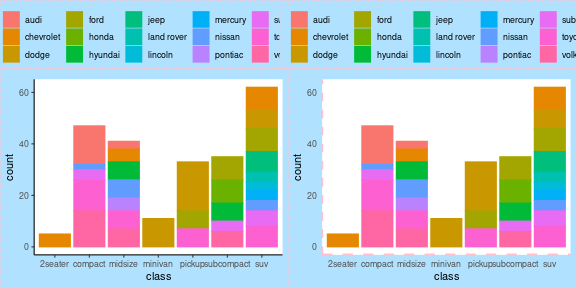 audi ford jeep mercury su audi ford jeep mercury sub
chevrolet honda land rover nissan to chevrolet honda land rover nissan toyo
dodge hyundai lincoln pontiac vo dodge hyundai lincoln pontiac volk
60 60
40 40
20 20
0 0
count count
2seater compact midsize minivan pickup subcompact suv 2seater compact midsize minivan pickup subcompact suv
class class